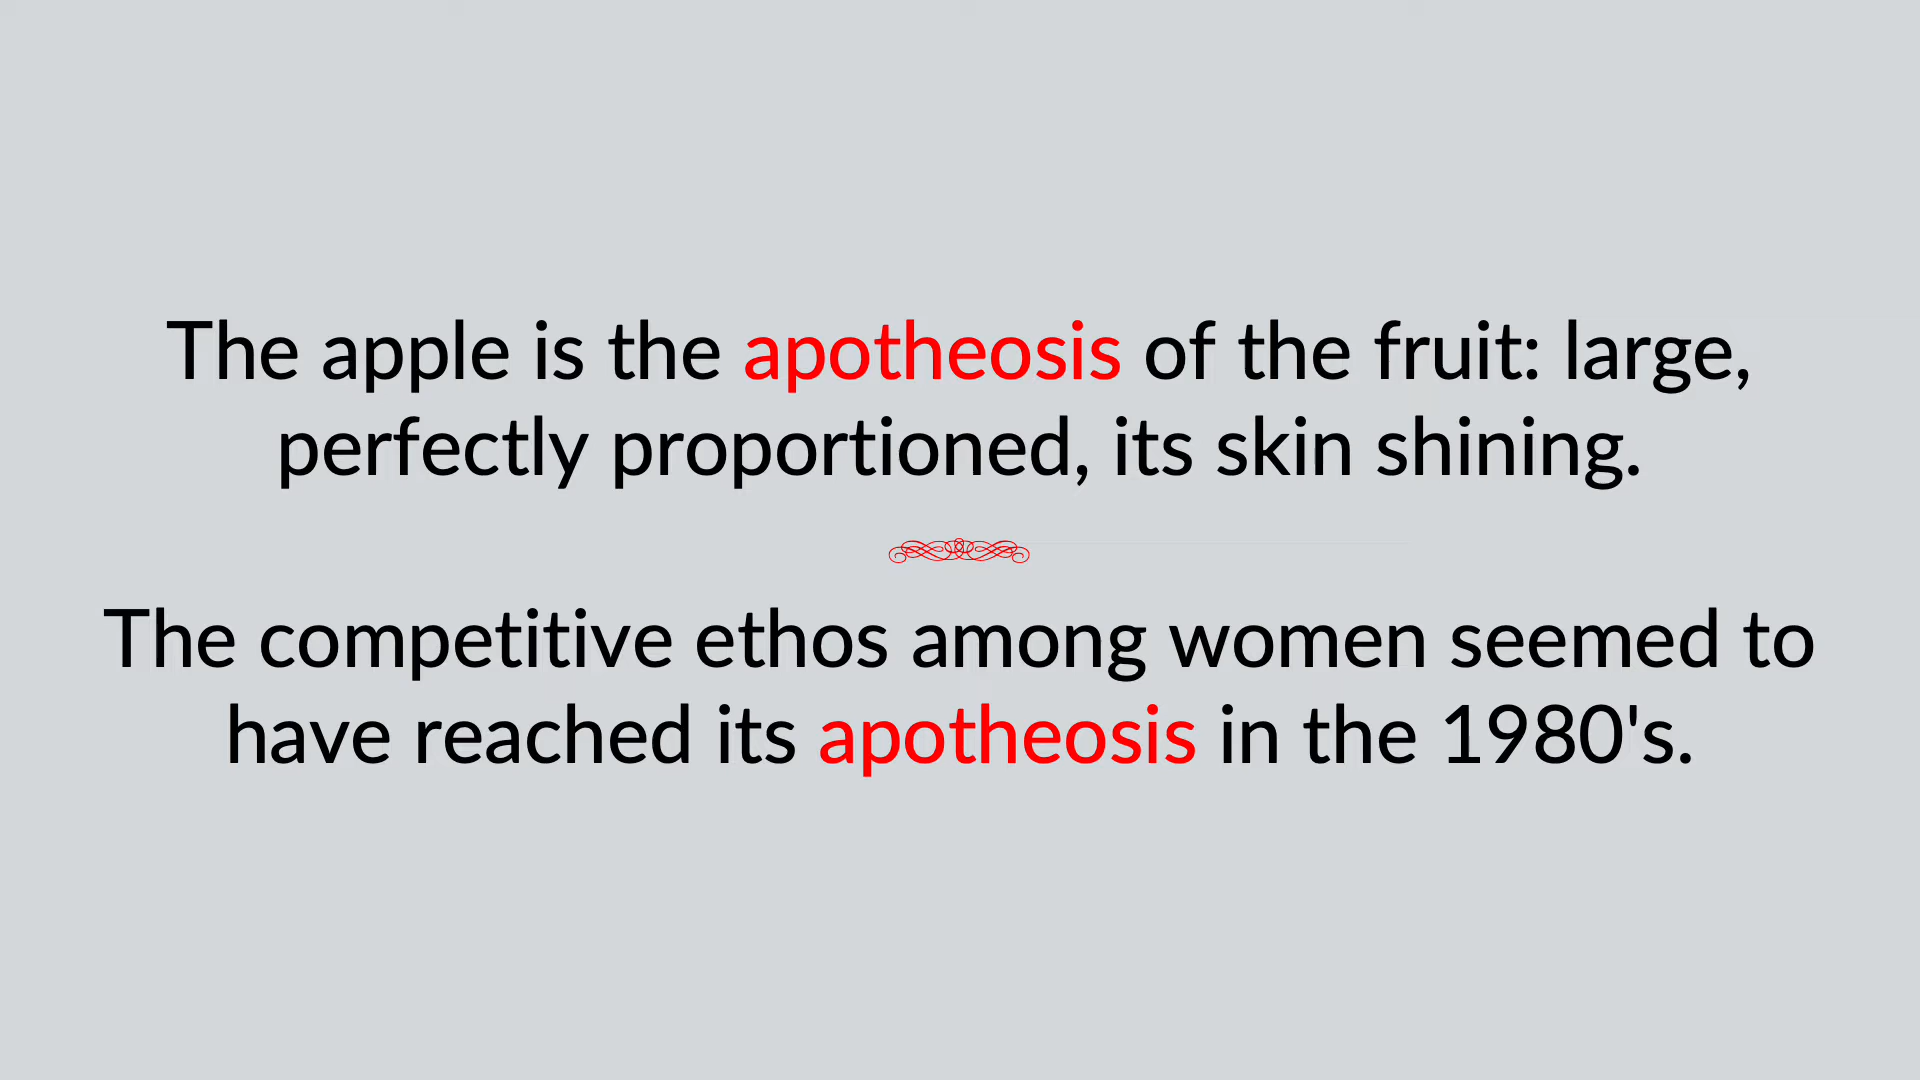 The apple is the apotheosis of the fruit: large,
perfectly proportioned, its skin shining.
The competitive ethos among women seemed to
have reached its apotheosis in the 1980's.